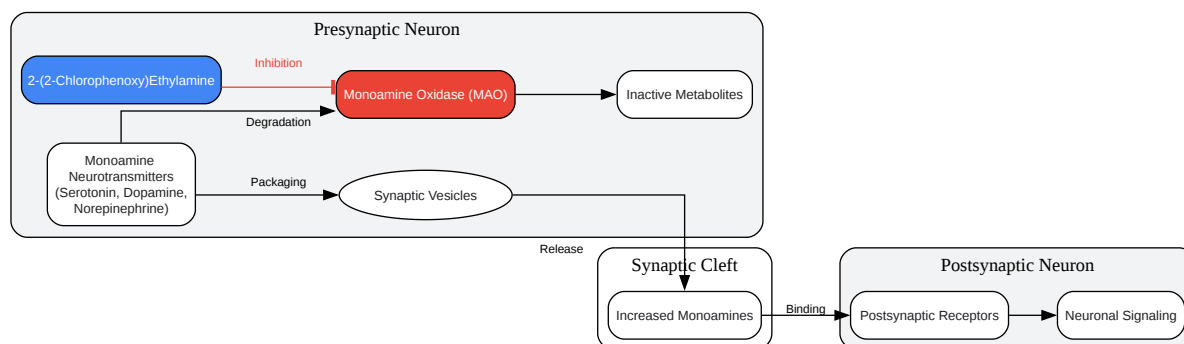 Presynaptic Neuron
2-(2-Chlorophenoxy)Ethylamine
Inhibition
Monoamine Oxidase (MAO)
Inactive Metabolites
Degradation
Monoamine
Neurotransmitters
(Serotonin, Dopamine,
Norepinephrine)
Packaging
Synaptic Vesicles
Release
Synaptic Cleft
Increased Monoamines
Binding
Postsynaptic Neuron
Postsynaptic Receptors
Neuronal Signaling